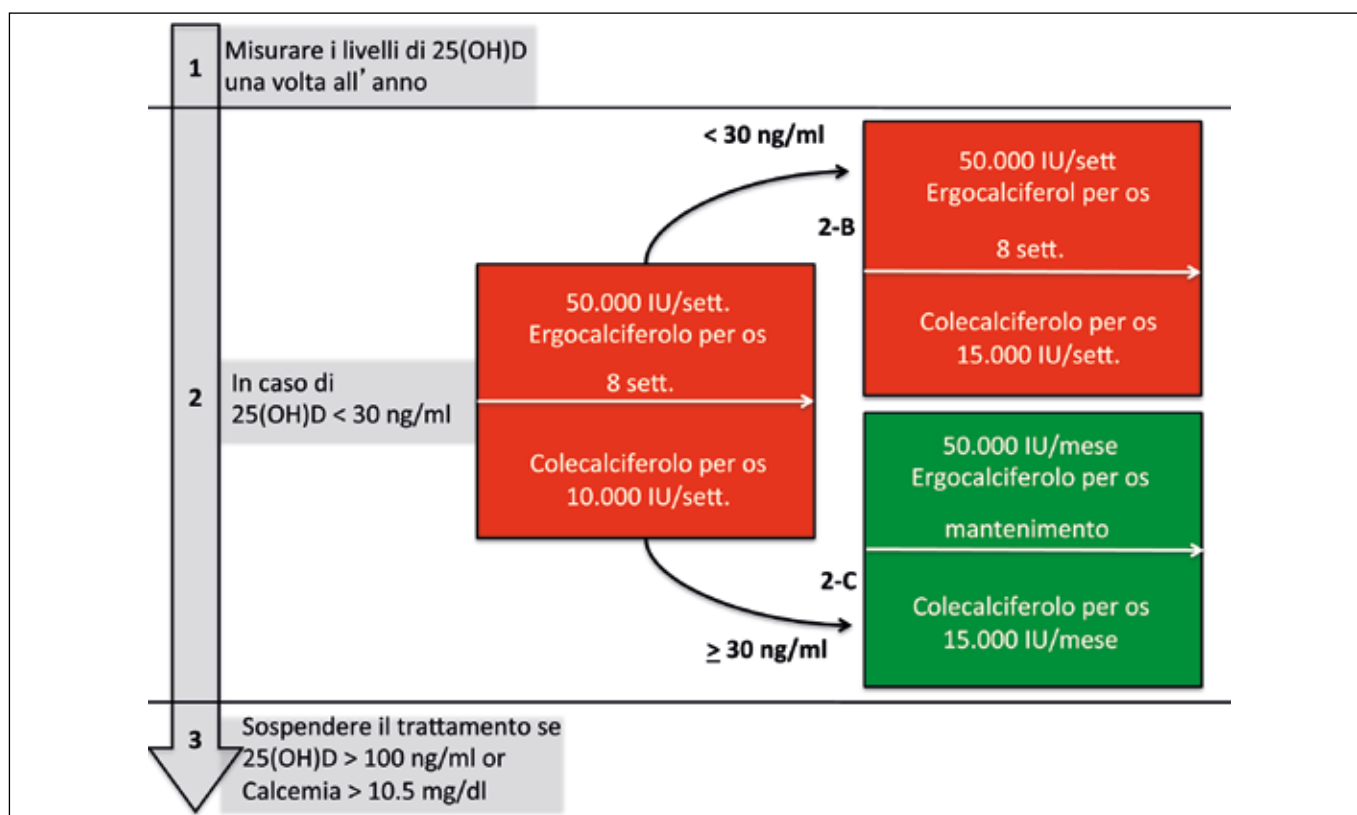 1
Misurare i livelli di 25(OH)D
una volta all’ anno
2
In caso di
25(OH)D < 30 ng/ml
50.000 IU/sett.
Ergocalciferolo per os
8 sett.
Colecalciferolo per os
10.000 IU/sett.
< 30 ng/ml
2-B
50.000 IU/sett
Ergocalciferol per os
8 sett.
Colecalciferolo per os
15.000 IU/sett.
2-C
≥ 30 ng/ml
50.000 IU/mese
Ergocalciferolo per os
mantenimento
Colecalciferolo per os
15.000 IU/mese
3
Sospendere il trattamento se
25(OH)D > 100 ng/ml or
Calcemia > 10.5 mg/dl